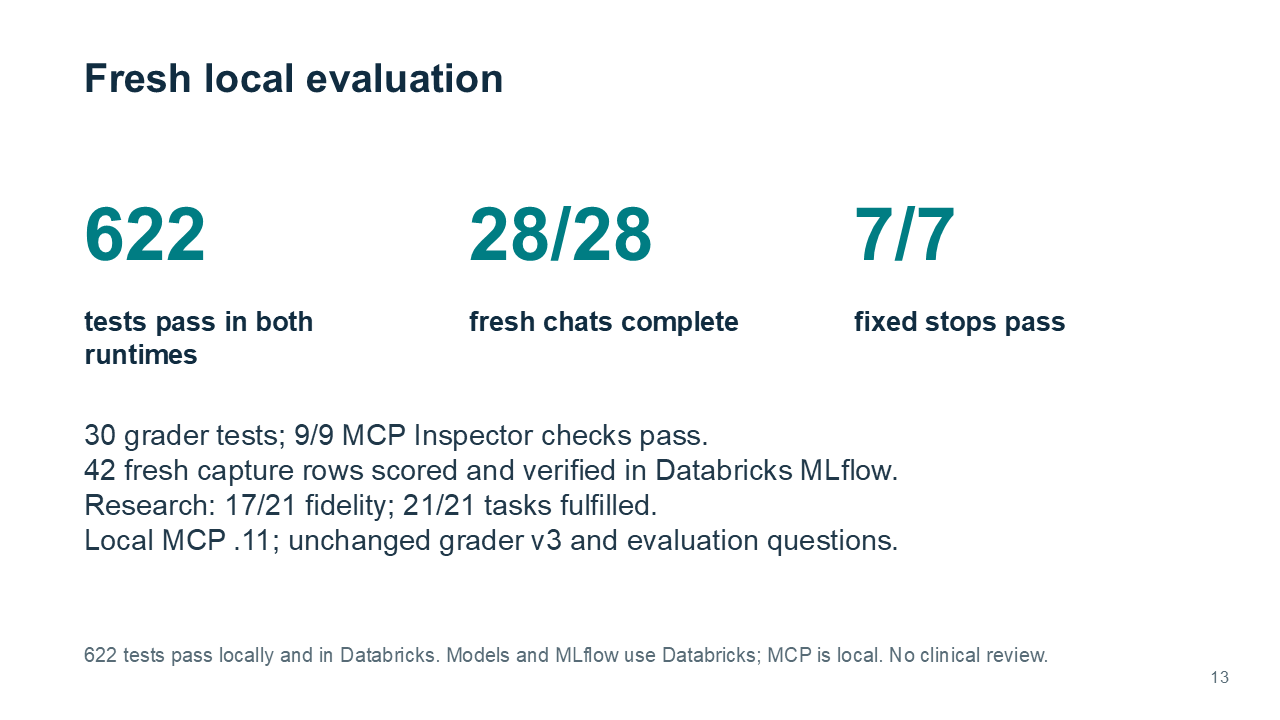 Fresh local evaluation
622
28/28
7/7
tests pass in both
runtimes
fresh chats complete
fixed stops pass
30 grader tests; 9/9 MCP Inspector checks pass.
42 fresh capture rows scored and verified in Databricks MLflow.
Research: 17/21 fidelity; 21/21 tasks fulfilled.
Local MCP .11; unchanged grader v3 and evaluation questions.
622 tests pass locally and in Databricks. Models and MLflow use Databricks; MCP is local. No clinical review.
13